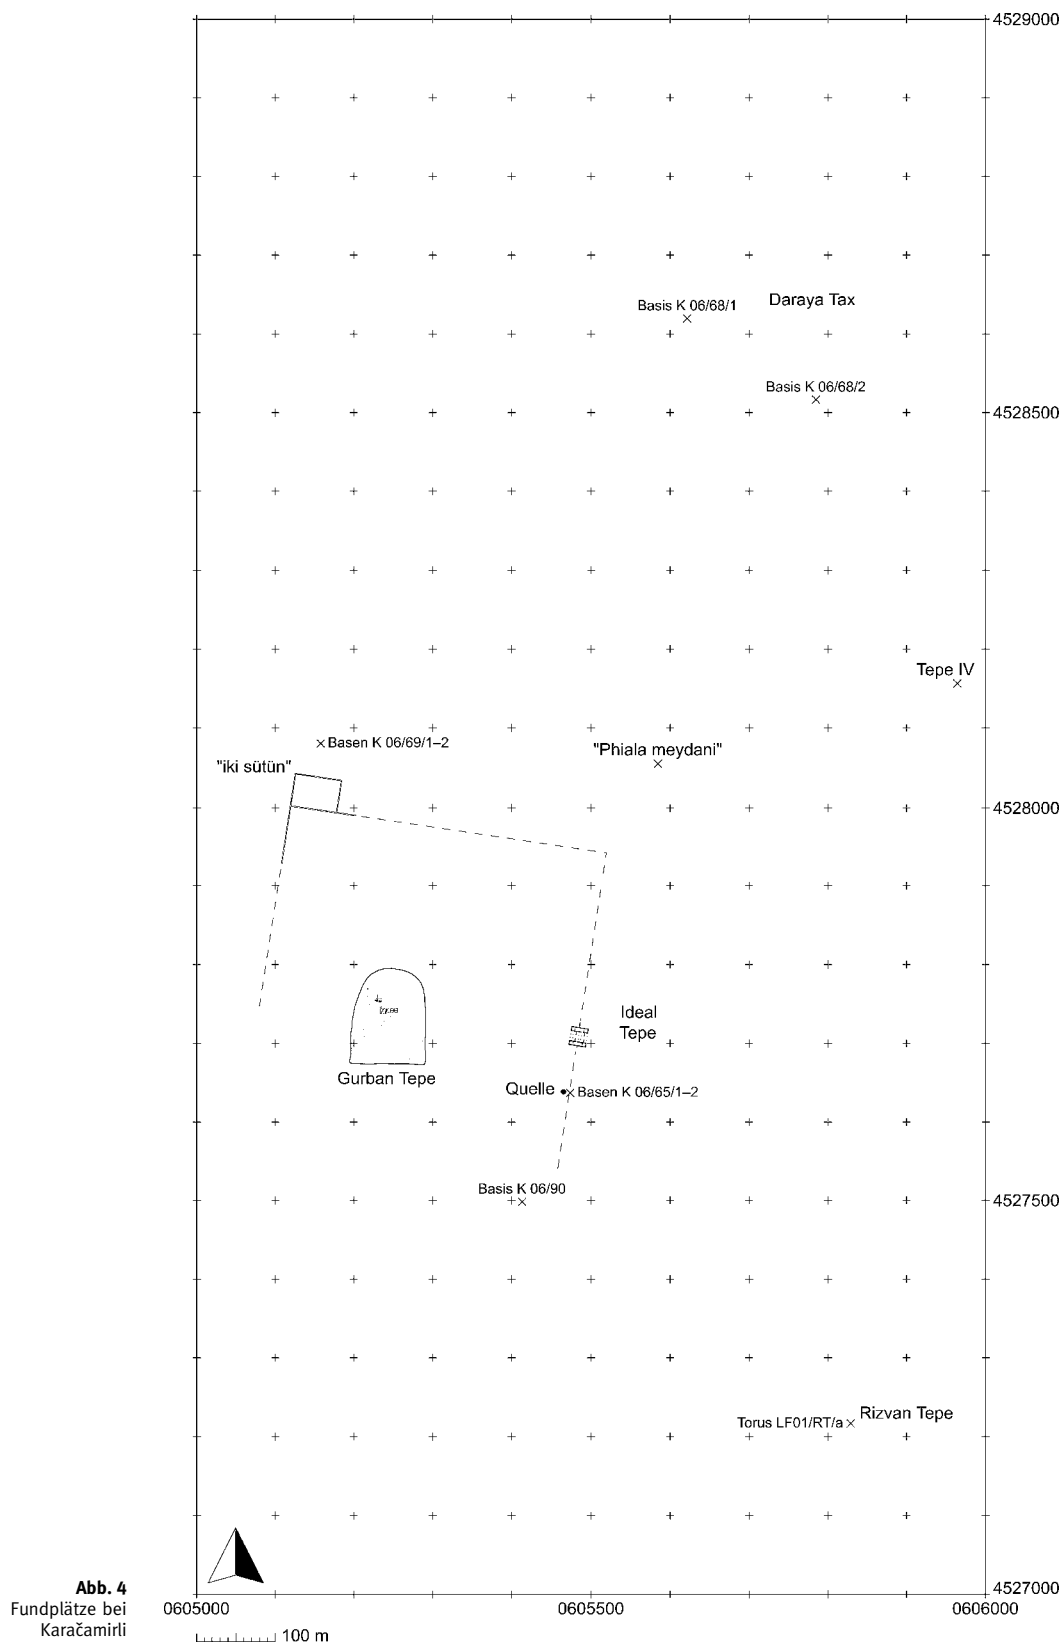 4529000
Basis K 06/68/1
Daraya Tax
Basis K 06/68/2
4528500
Tepe IV
Basen K 06/69/1–2
"Phiala meydani"
"iki sütün"
4528000
Ideal
Tepe
Gurban Tepe
Quelle
Basen K 06/65/1–2
Basis K 06/90
4527500
Rizvan Tepe
Torus LF01/RT/a
4527000
Abb. 4
Fundplätze bei
Karačamirli
0605000
0605500
0606000
100 m